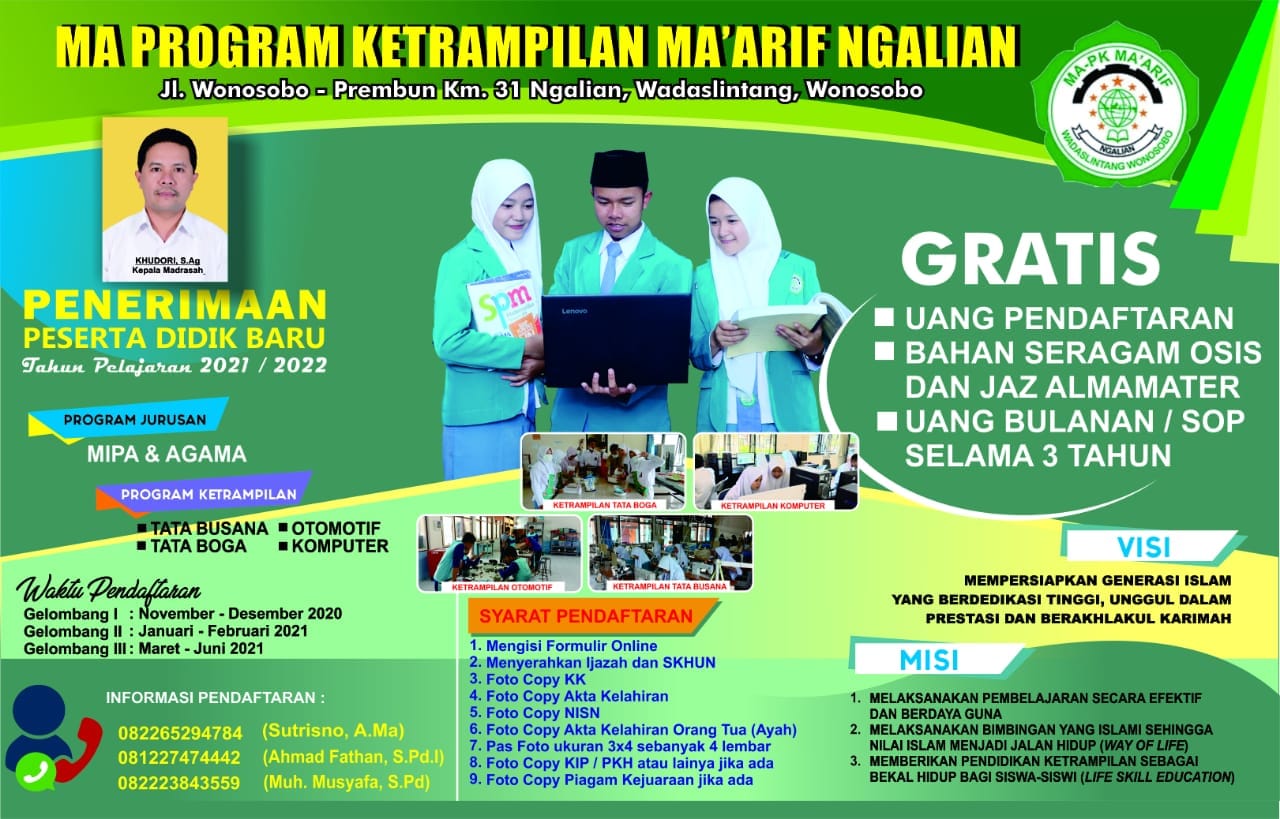 MA PROGRAM KETRAMPILAN MA'ARIF NGALIAN
Jl. Wonosobo - Prembun Km. 31 Ngalian, Wadaslintang, Wonosobo
MA-PK MA'ARIF
NGALIAN
WADASLINTANG WONOSOBO
KHUDORI, S.Ag
Kepala Madrasah
PENERIMAAN
PESERTA DIDIK BARU
Tahun Pelajaran 2021 / 2022
PROGRAM JURUSAN
MIPA & AGAMA
PROGRAM KETRAMPILAN
■ TATA BUSANA ■ OTOMOTIF
■ TATA BOGA ■ KOMPUTER
Waktu Pendaftaran
Gelombang I : November - Desember 2020
Gelombang II : Januari - Februari 2021
Gelombang III : Maret - Juni 2021
INFORMASI PENDAFTARAN :
082265294784 (Sutrisno, A.Ma)
081227474442 (Ahmad Fathan, S.Pd.I)
082223843559 (Muh. Musyafa, S.Pd)
spm
Lenovo
KETRAMPILAN TATA BOGA
KETRAMPILAN KOMPUTER
KETRAMPILAN OTOMOTIF
KETRAMPILAN TATA BUSANA
SYARAT PENDAFTARAN
1. Mengisi Formulir Online
2. Menyerahkan Ijazah dan SKHUN
3. Foto Copy KK
4. Foto Copy Akta Kelahiran
5. Foto Copy NISN
6. Foto Copy Akta Kelahiran Orang Tua (Ayah)
7. Pas Foto ukuran 3x4 sebanyak 4 lembar
8. Foto Copy KIP / PKH atau lainya jika ada
9. Foto Copy Piagam Kejuaraan jika ada
GRATIS
■ UANG PENDAFTARAN
■ BAHAN SERAGAM OSIS
DAN JAZ ALMAMATER
■ UANG BULANAN / SOP
SELAMA 3 TAHUN
VISI
MEMPERSIAPKAN GENERASI ISLAM
YANG BERDEDIKASI TINGGI, UNGGUL DALAM
PRESTASI DAN BERAKHLAKUL KARIMAH
MISI
1. MELAKSANAKAN PEMBELAJARAN SECARA EFEKTIF
DAN BERDAYA GUNA
2. MELAKSANAKAN BIMBINGAN YANG ISLAMI SEHINGGA
NILAI ISLAM MENJADI JALAN HIDUP (WAY OF LIFE)
3. MEMBERIKAN PENDIDIKAN KETRAMPILAN SEBAGAI
BEKAL HIDUP BAGI SISWA-SISWI (LIFE SKILL EDUCATION)